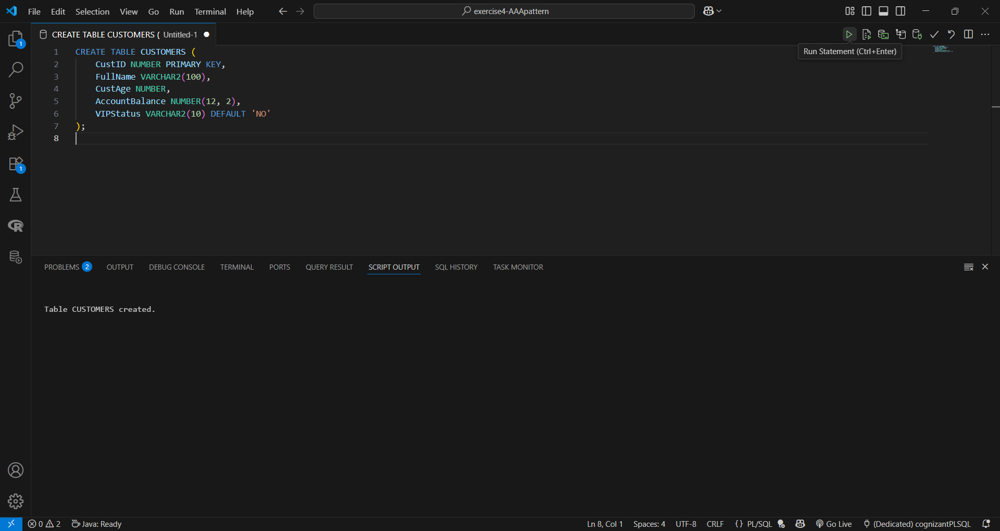 File Edit Selection View Go Run Terminal Help
exercise4-AAApattern
CREATE TABLE CUSTOMERS ( Untitled-1
Run Statement (Ctrl+Enter)
1 CREATE TABLE CUSTOMERS (
2 CustID NUMBER PRIMARY KEY,
3 FullName VARCHAR2(100),
4 CustAge NUMBER,
5 AccountBalance NUMBER(12, 2),
6 VIPStatus VARCHAR2(10) DEFAULT 'NO'
7 );
8
1
1
R
PROBLEMS 2 OUTPUT DEBUG CONSOLE TERMINAL PORTS QUERY RESULT SCRIPT OUTPUT SQL HISTORY TASK MONITOR
Table CUSTOMERS created.
0 2 Java: Ready Ln 8, Col 1 Spaces: 4 UTF-8 CRLF {} PL/SQL Go Live (Dedicated) cognizantPLSQL